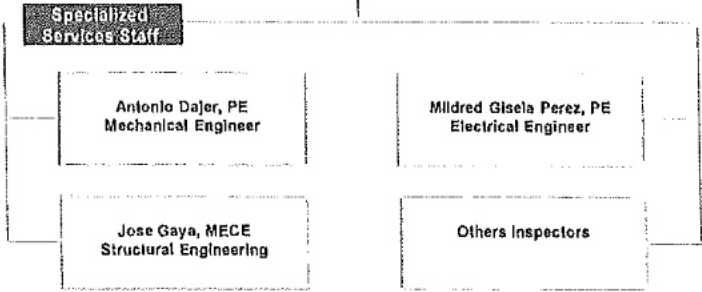 Specialized
Services Staff
Antonio Dajer, PE
Mechanical Engineer
Mildred Gisela Perez, PE
Electrical Engineer
Jose Gaya, MECE
Structural Engineering
Others Inspectors